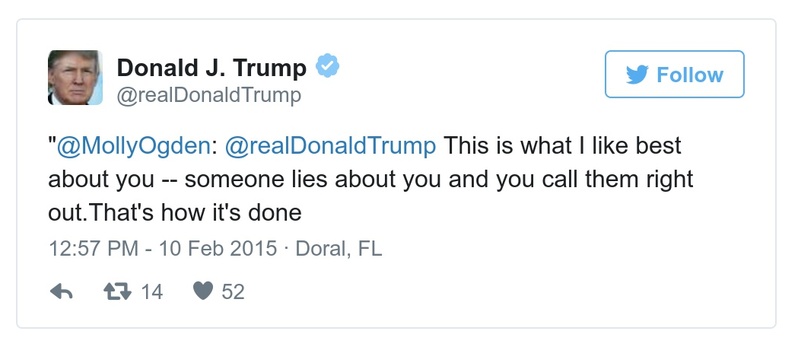 Donald J. Trump
@realDonaldTrump
Follow
"@MollyOgden: @realDonaldTrump This is what I like best
about you -- someone lies about you and you call them right
out.That's how it's done
12:57 PM - 10 Feb 2015 · Doral, FL
14 52